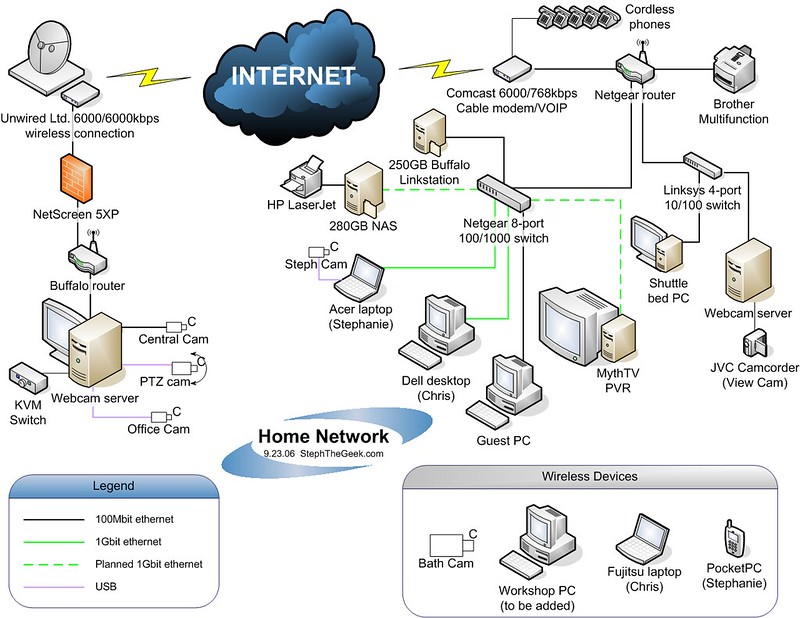 INTERNET
Cordless
phones
Unwired Ltd. 6000/6000kbps
wireless connection
Comcast 6000/768kbps
Cable modem/VOIP
Netgear router
Brother
Multifunction
250GB Buffalo
Linkstation
HP LaserJet
280GB NAS
Netgear 8-port
100/1000 switch
Linksys 4-port
10/100 switch
NetScreen 5XP
Buffalo router
C
Steph Cam
Acer laptop
(Stephanie)
Shuttle
bed PC
Webcam server
C
Central Cam
C
PTZ cam
KVM
Switch
Webcam server
C
Office Cam
Dell desktop
(Chris)
Guest PC
MythTV
PVR
JVC Camcorder
(View Cam)
Home Network
9.23.06 StephTheGeek.com
Legend
100Mbit ethernet
1Gbit ethernet
Planned 1Gbit ethernet
USB
Wireless Devices
C
Bath Cam
Workshop PC
(to be added)
Fujitsu laptop
(Chris)
PocketPC
(Stephanie)